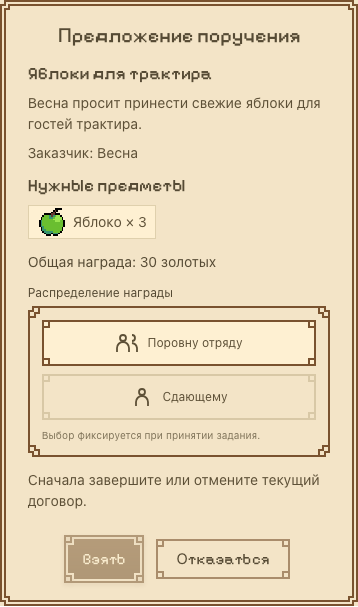 Предложение поручения
Яблоки для трактира
Весна просит принести свежие яблоки для
гостей трактира.
Заказчик: Весна
Нужные предметы
Яблоко × 3
Общая награда: 30 золотых
Распределение награды
Поровну отряду
Сдающему
Выбор фиксируется при принятии задания.
Сначала завершите или отмените текущий
договор.
Взять
Отказаться